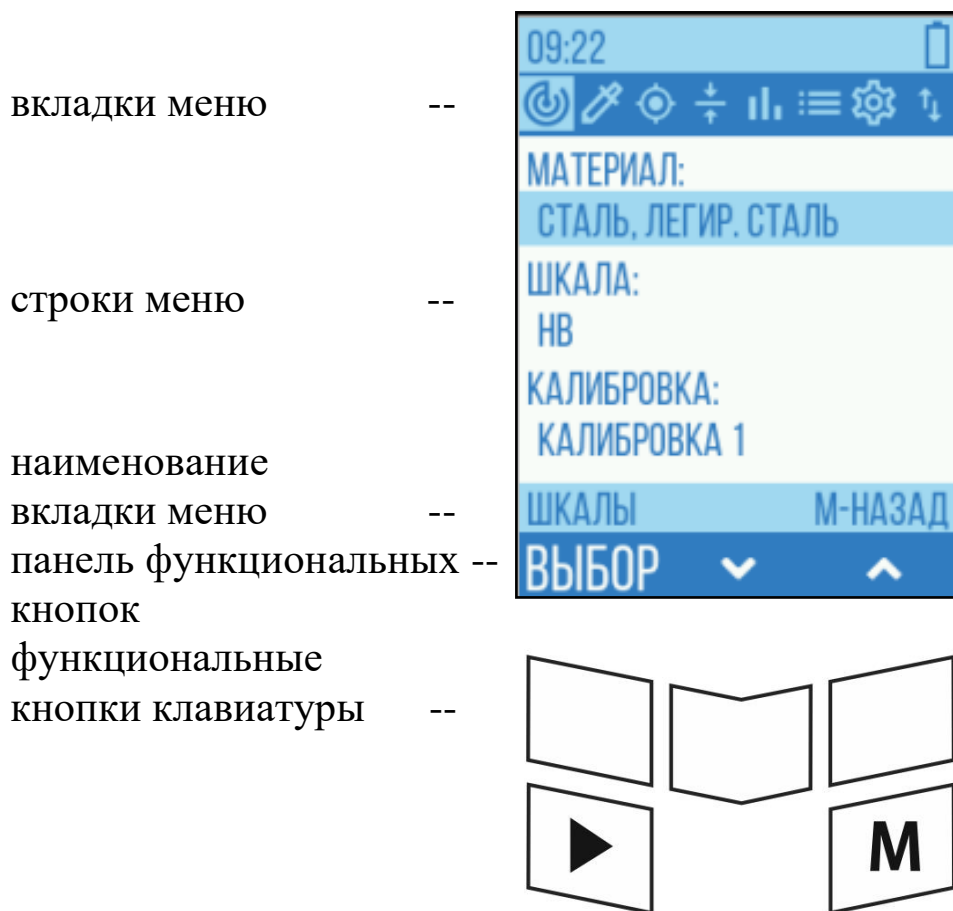 09:22
вкладки меню --
МАТЕРИАЛ:
СТАЛЬ, ЛЕГИР. СТАЛЬ
строки меню --
ШКАЛА:
НВ
КАЛИБРОВКА:
КАЛИБРОВКА 1
наименование
вкладки меню --
ШКАЛЫ М-НАЗАД
панель функциональных --
кнопок
ВЫБОР
функциональные
кнопки клавиатуры --
М